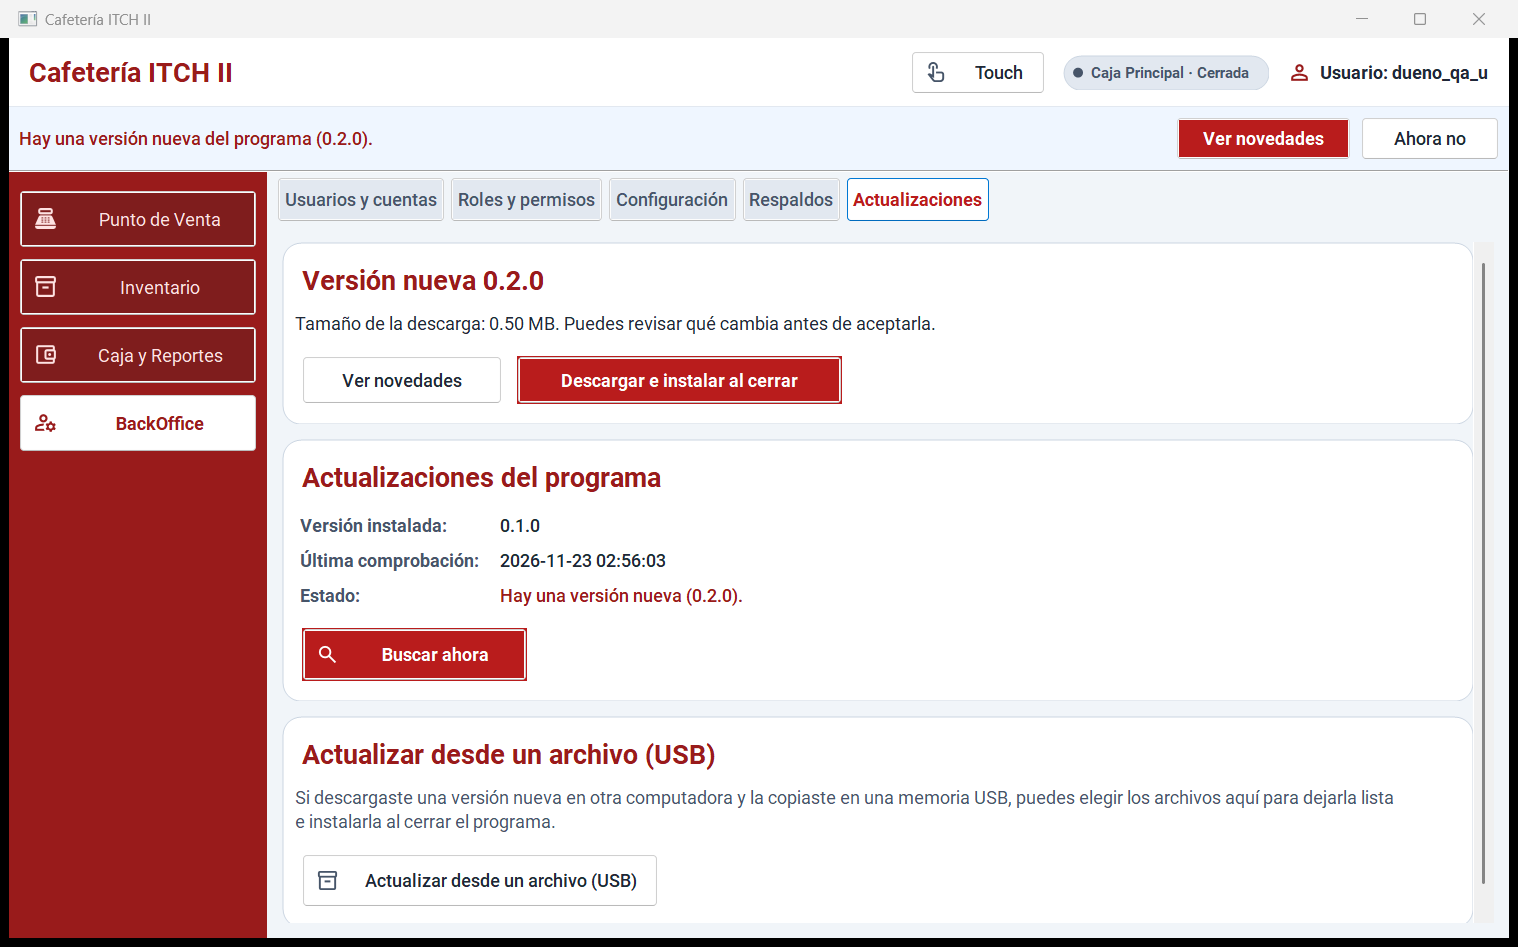 Cafetería ITCH II
Cafetería ITCH II
Touch
Caja Principal · Cerrada
Usuario: dueno_qa_u
Hay una versión nueva del programa (0.2.0).
Ver novedades
Ahora no
Punto de Venta
Inventario
Caja y Reportes
BackOffice
Usuarios y cuentas
Roles y permisos
Configuración
Respaldos
Actualizaciones
Versión nueva 0.2.0
Tamaño de la descarga: 0.50 MB. Puedes revisar qué cambia antes de aceptarla.
Ver novedades
Descargar e instalar al cerrar
Actualizaciones del programa
Versión instalada: 0.1.0
Última comprobación: 2026-11-23 02:56:03
Estado: Hay una versión nueva (0.2.0).
Buscar ahora
Actualizar desde un archivo (USB)
Si descargaste una versión nueva en otra computadora y la copiaste en una memoria USB, puedes elegir los archivos aquí para dejarla lista
e instalarla al cerrar el programa.
Actualizar desde un archivo (USB)